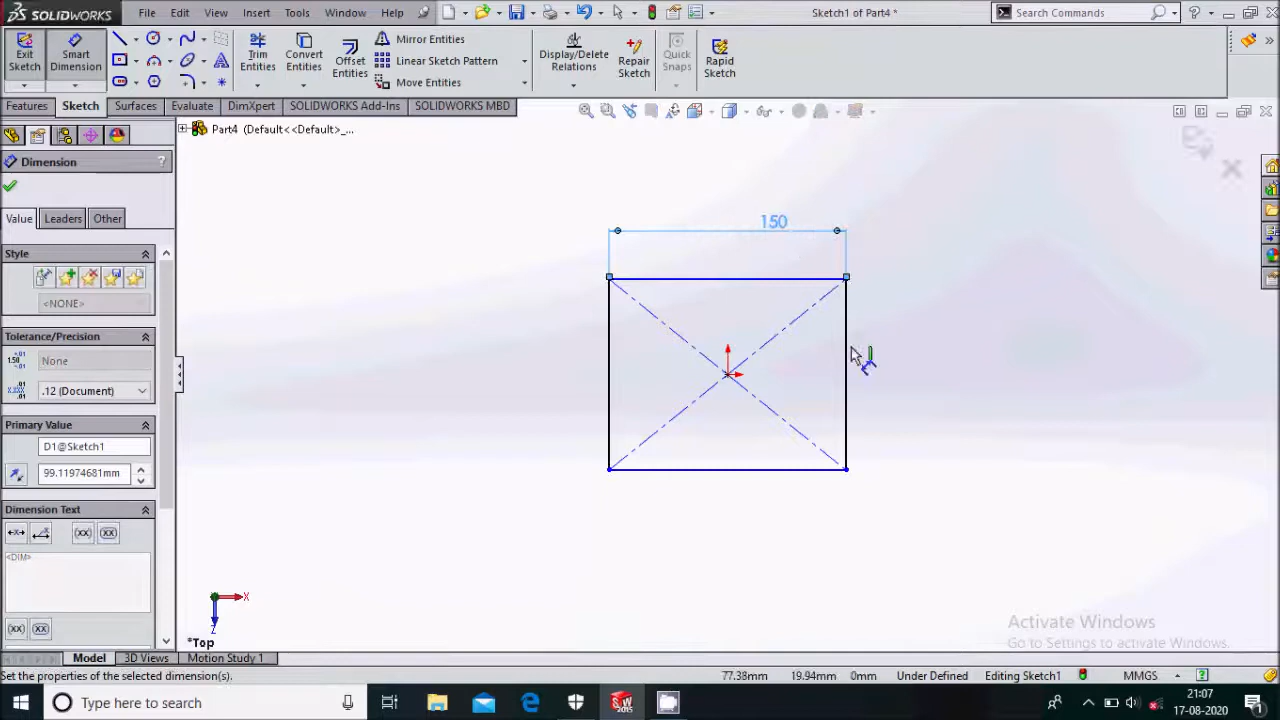 SOLIDWORKS File Edit View Insert Tools Window Help Sketch1 of Part4 * Search Commands
Exit Sketch Smart Dimension Trim Entities Convert Entities Offset Entities Mirror Entities Linear Sketch Pattern Move Entities Display/Delete Relations Repair Sketch Quick Snaps Rapid Sketch
Features Sketch Surfaces Evaluate DimXpert SOLIDWORKS Add-Ins SOLIDWORKS MBD
Part4 (Default<<Default>_...
Dimension ?
Value Leaders Other
150
Style
<NONE>
Tolerance/Precision
None
.12 (Document)
Primary Value
D1@Sketch1
99.11974681mm
Dimension Text
<DIM>
X
Z
*Top
Activate Windows
Go to Settings to activate Windows.
Model 3D Views Motion Study 1
Set the properties of the selected dimension(s). 77.38mm 19.94mm 0mm Under Defined Editing Sketch1 MMGS
Type here to search
21:07
17-08-2020